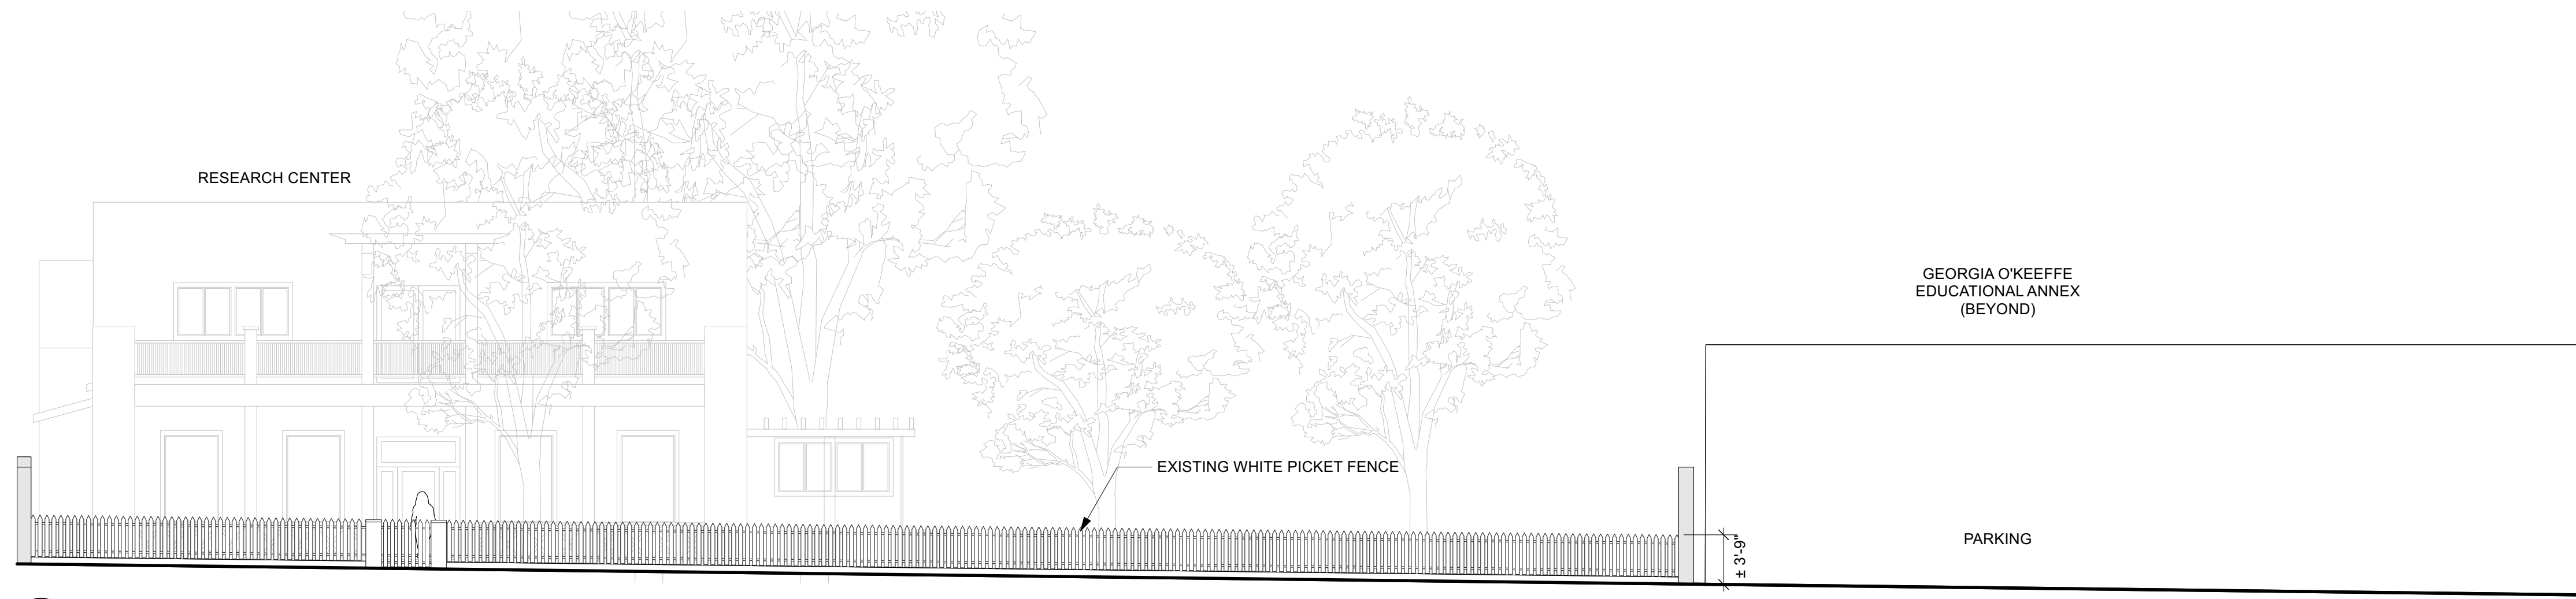 RESEARCH CENTER
GEORGIA O'KEEFFE
EDUCATIONAL ANNEX
(BEYOND)
EXISTING WHITE PICKET FENCE
± 3'-9"
PARKING